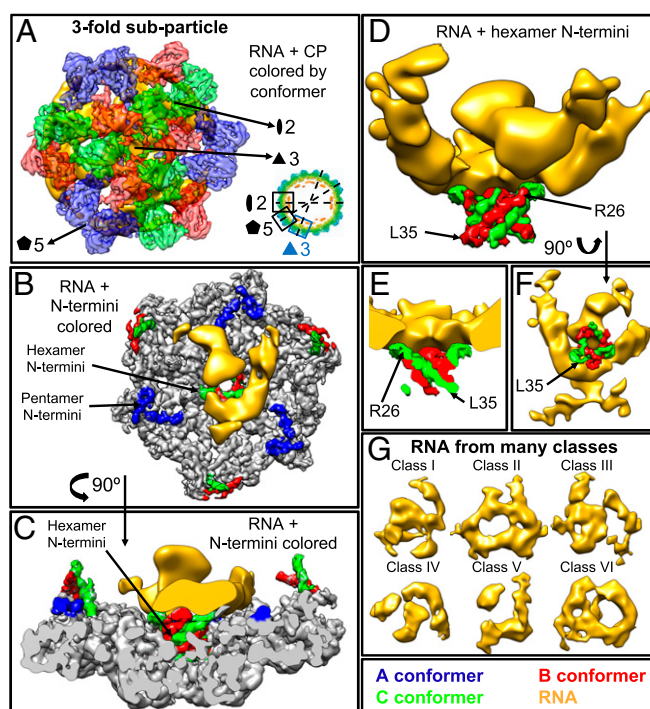 A
3-fold sub-particle
RNA + CP
colored by
conformer
2
3
5
2
5
3
B
RNA +
N-termini
colored
Hexamer
N-termini
Pentamer
N-termini
90º
C
Hexamer
N-termini
RNA +
N-termini colored
D
RNA + hexamer N-termini
R26
L35
90º
E
R26
L35
F
L35
G
RNA from many classes
Class I
Class II
Class III
Class IV
Class V
Class VI
A conformer
B conformer
C conformer
RNA